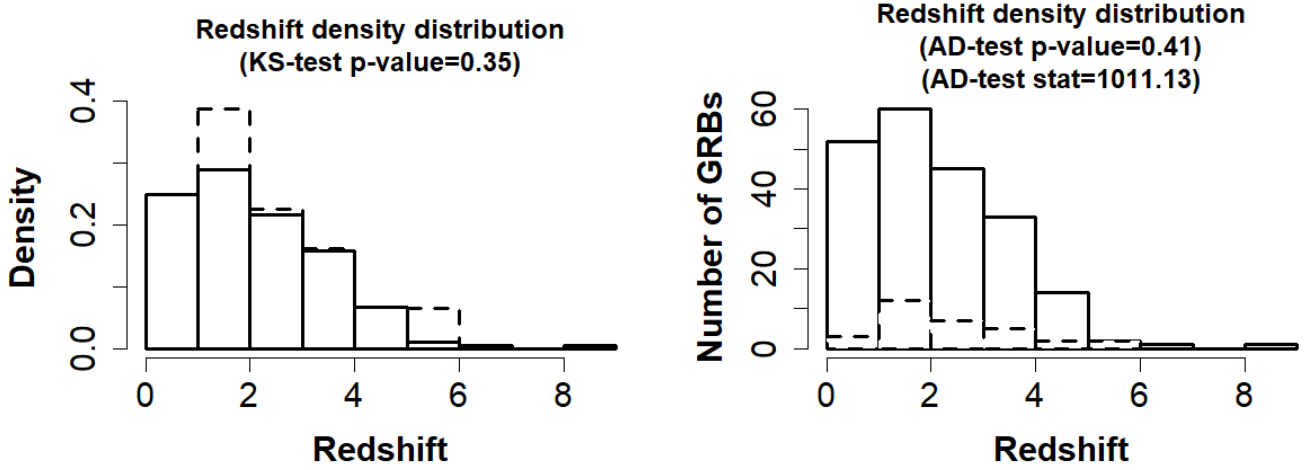 Redshift density distribution
(KS-test p-value=0.35)
Density
0.0 0.2 0.4
0 2 4 6 8
Redshift
Redshift density distribution
(AD-test p-value=0.41)
(AD-test stat=1011.13)
Number of GRBs
0 20 40 60
0 2 4 6 8
Redshift